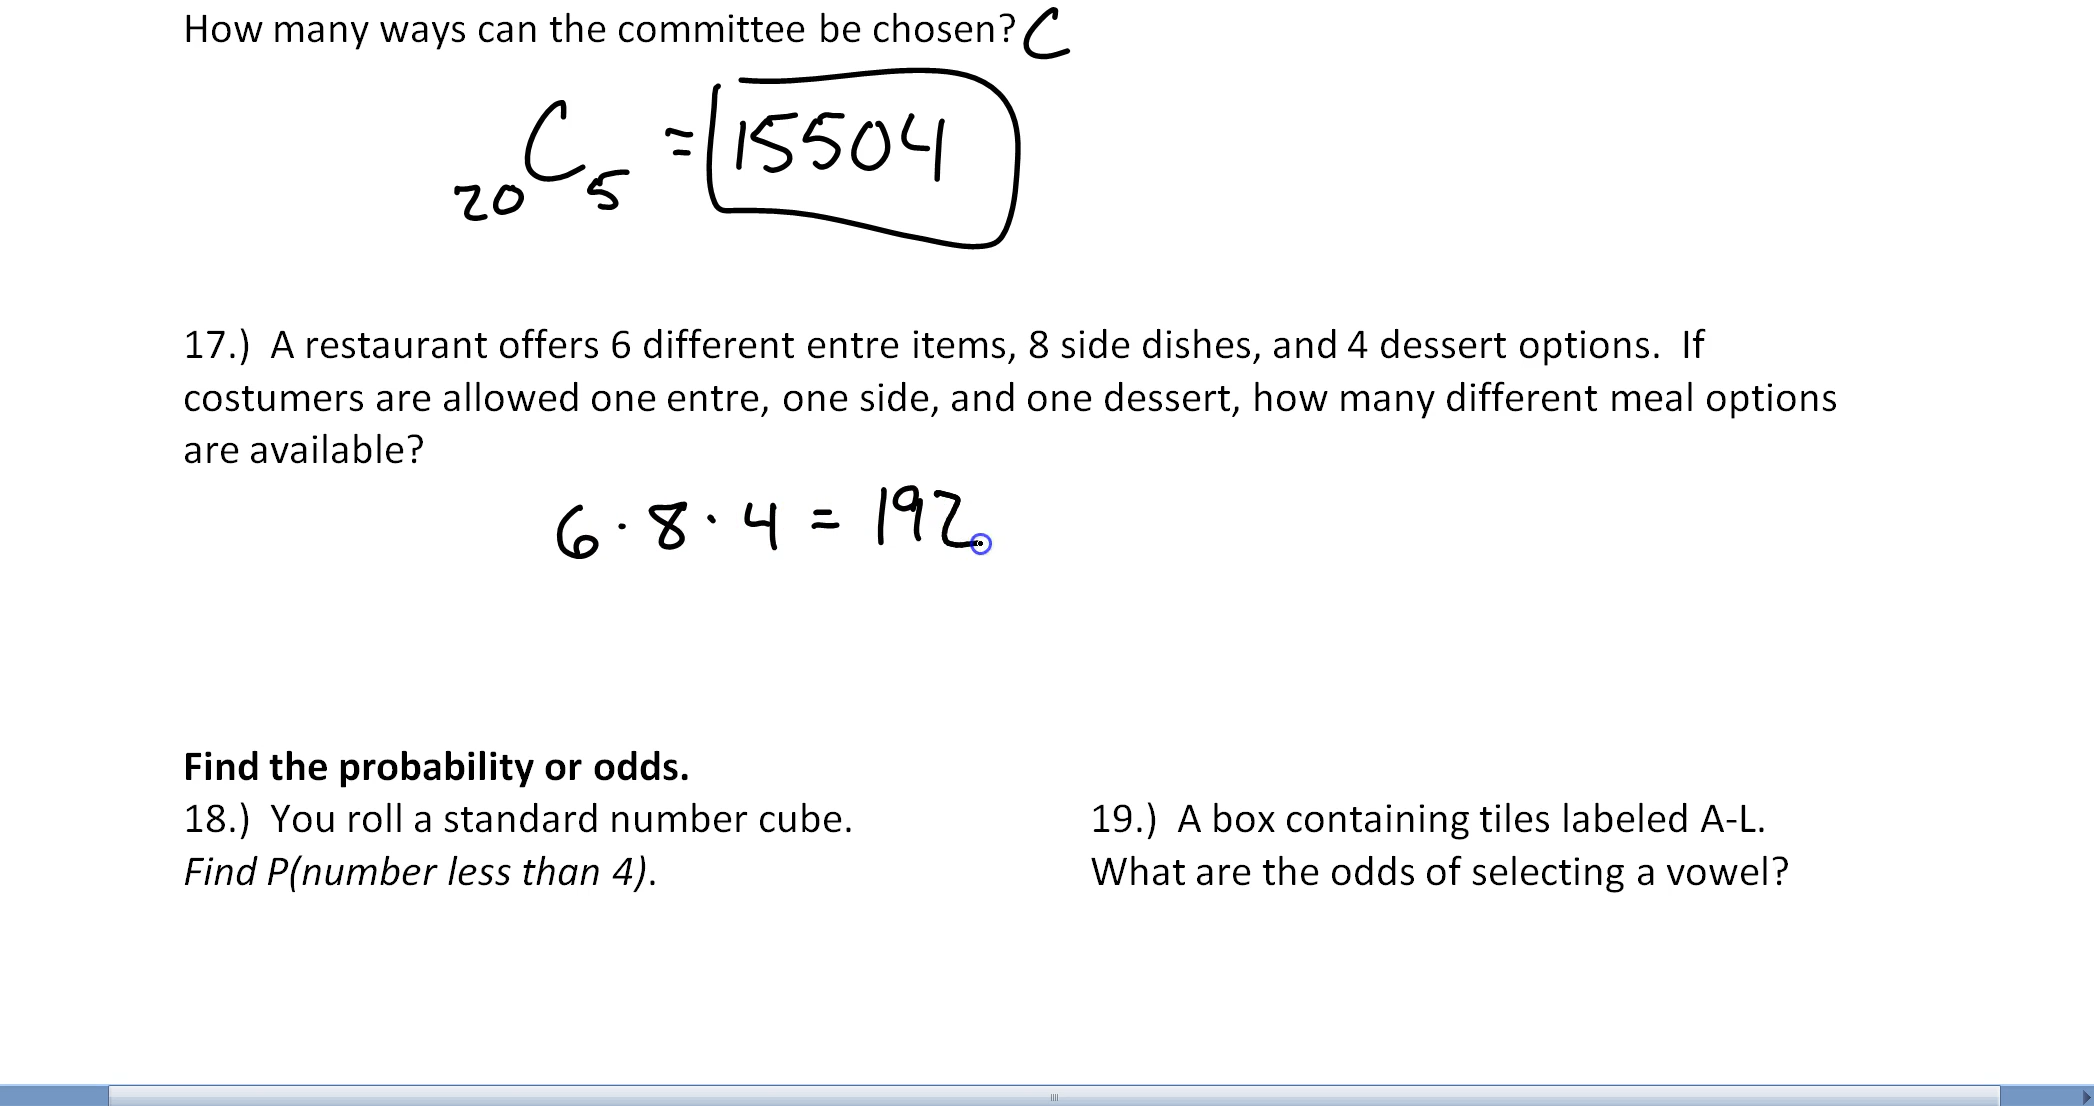 How many ways can the committee be chosen? C
20C5 = 15504
17.) A restaurant offers 6 different entre items, 8 side dishes, and 4 dessert options. If
costumers are allowed one entre, one side, and one dessert, how many different meal options
are available?
6 · 8 · 4 = 192
Find the probability or odds.
18.) You roll a standard number cube.
Find P(number less than 4).
19.) A box containing tiles labeled A-L.
What are the odds of selecting a vowel?